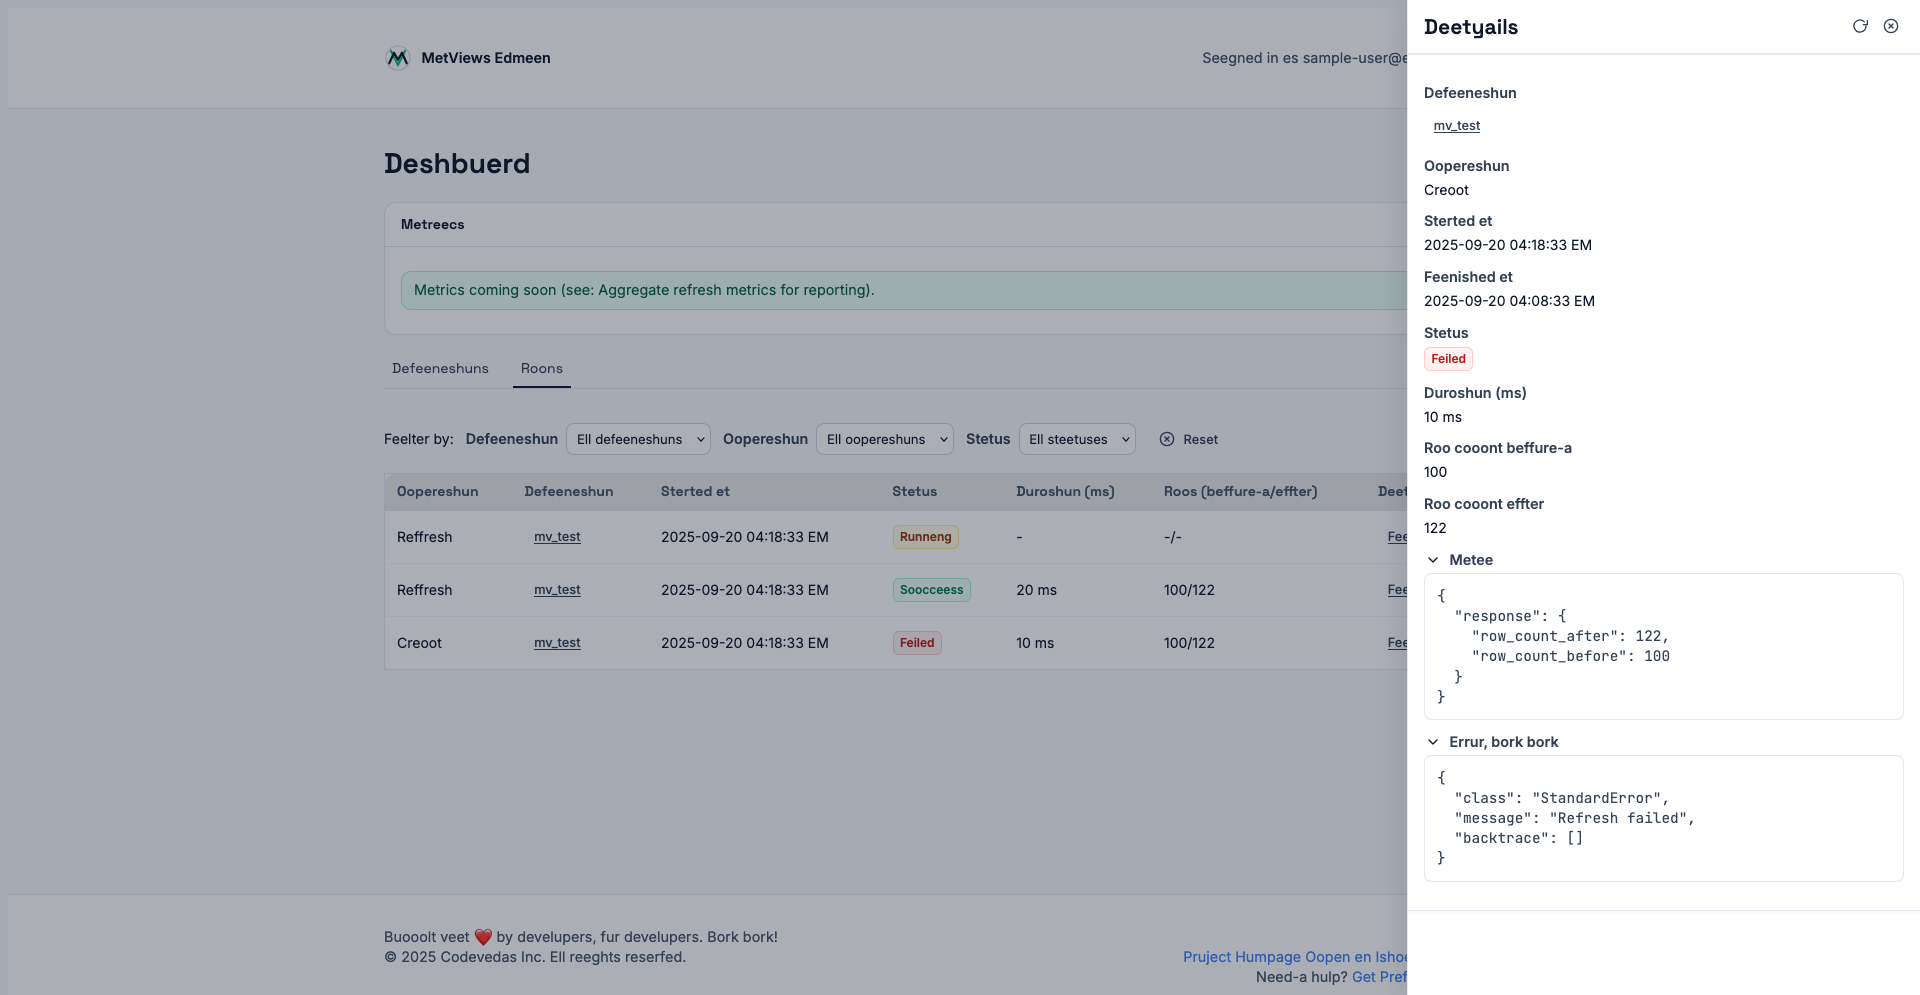 MetViews Edmeen
Seegned in es sample-user@e
Deshbuerd
Metreecs
Metrics coming soon (see: Aggregate refresh metrics for reporting).
Defeeneshuns
Roons
Feelter by: Defeeneshun Ell defeeneshuns Oopereshun Ell oopereshuns Stetus Ell steetuses Reset
Oopereshun Defeeneshun Sterted et Stetus Duroshun (ms) Roos (beffure-a/effter) Deet
Reffresh mv_test 2025-09-20 04:18:33 EM Runneng - -/- Fee
Reffresh mv_test 2025-09-20 04:18:33 EM Soocceess 20 ms 100/122 Fee
Creoot mv_test 2025-09-20 04:18:33 EM Feiled 10 ms 100/122 Fee
Buooolt veet ❤️ by develupers, fur develupers. Bork bork!
© 2025 Codevedas Inc. Ell reeghts reserfed.
Pruject Humpage Oopen en Ishoe
Need-a hulp? Get Pref
Deetyails
Defeeneshun
mv_test
Oopereshun
Creoot
Sterted et
2025-09-20 04:18:33 EM
Feenished et
2025-09-20 04:08:33 EM
Stetus
Feiled
Duroshun (ms)
10 ms
Roo cooont beffure-a
100
Roo cooont effter
122
Metee
{
  "response": {
    "row_count_after": 122,
    "row_count_before": 100
  }
}
Errur, bork bork
{
  "class": "StandardError",
  "message": "Refresh failed",
  "backtrace": []
}